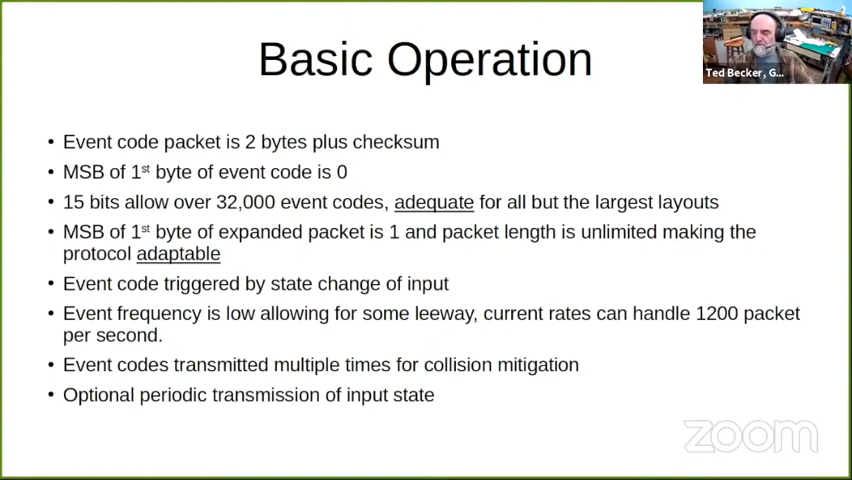 Basic Operation
Ted Becker, G...
• Event code packet is 2 bytes plus checksum
• MSB of 1st byte of event code is 0
• 15 bits allow over 32,000 event codes, adequate for all but the largest layouts
• MSB of 1st byte of expanded packet is 1 and packet length is unlimited making the
protocol adaptable
• Event code triggered by state change of input
• Event frequency is low allowing for some leeway, current rates can handle 1200 packet
per second.
• Event codes transmitted multiple times for collision mitigation
• Optional periodic transmission of input state
zoom